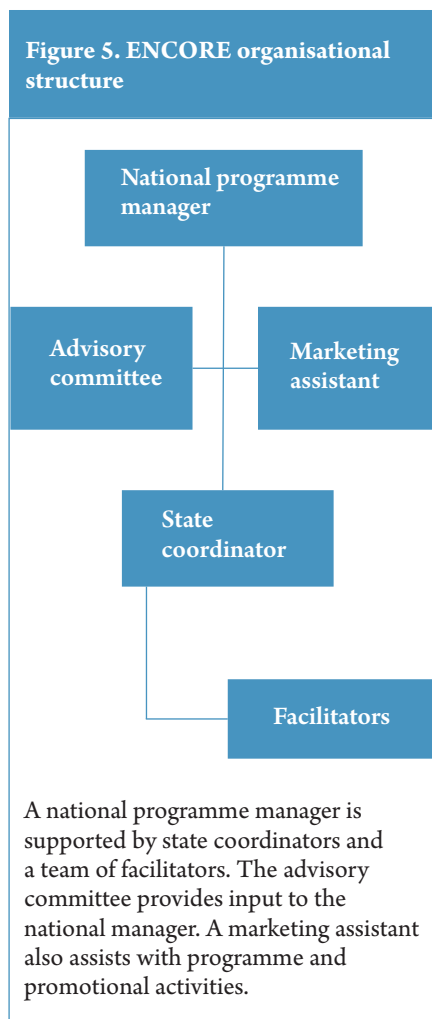 Figure 5. ENCORE organisational
structure
National programme
manager
Advisory
committee
Marketing
assistant
State
coordinator
Facilitators
A national programme manager is
supported by state coordinators and
a team of facilitators. The advisory
committee provides input to the
national manager. A marketing assistant
also assists with programme and
promotional activities.